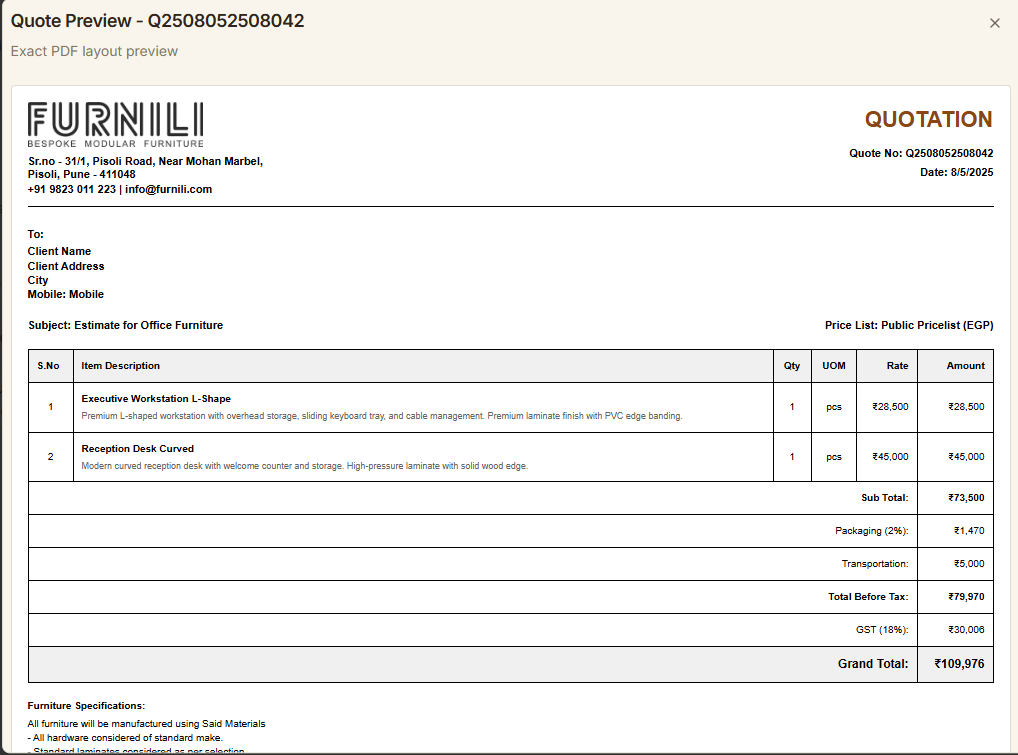 Quote Preview - Q2508052508042
×
Exact PDF layout preview
FURNILI
BESPOKE MODULAR FURNITURE
QUOTATION
Sr.no - 31/1, Pisoli Road, Near Mohan Marbel,
Pisoli, Pune - 411048
+91 9823 011 223 | info@furnili.com
Quote No: Q2508052508042
Date: 8/5/2025
To:
Client Name
Client Address
City
Mobile: Mobile
Subject: Estimate for Office Furniture Price List: Public Pricelist (EGP)
S.No Item Description Qty UOM Rate Amount
1 Executive Workstation L-Shape 1 pcs ₹28,500 ₹28,500
Premium L-shaped workstation with overhead storage, sliding keyboard tray, and cable management. Premium laminate finish with PVC edge banding.
2 Reception Desk Curved 1 pcs ₹45,000 ₹45,000
Modern curved reception desk with welcome counter and storage. High-pressure laminate with solid wood edge.
Sub Total: ₹73,500
Packaging (2%): ₹1,470
Transportation: ₹5,000
Total Before Tax: ₹79,970
GST (18%): ₹30,006
Grand Total: ₹109,976
Furniture Specifications:
All furniture will be manufactured using Said Materials
- All hardware considered of standard make.
- Standard laminates considered as per selection